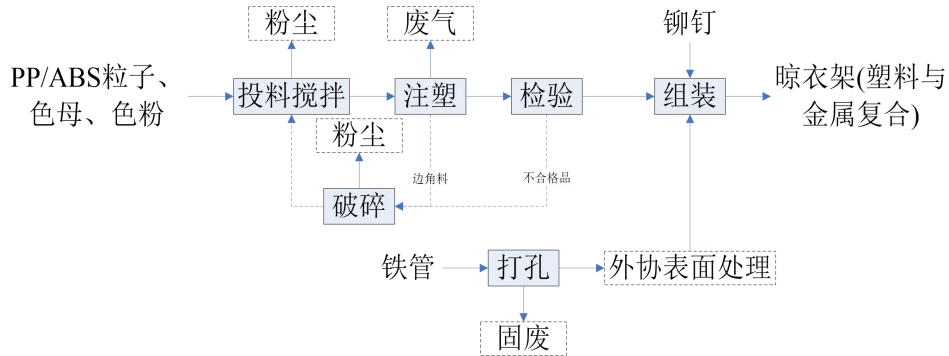 粉尘
废气
铆钉
PP/ABS粒子、
色母、色粉
投料搅拌
注塑
检验
组装
晾衣架(塑料与
金属复合)
粉尘
边角料
不合格品
破碎
铁管
打孔
外协表面处理
固废